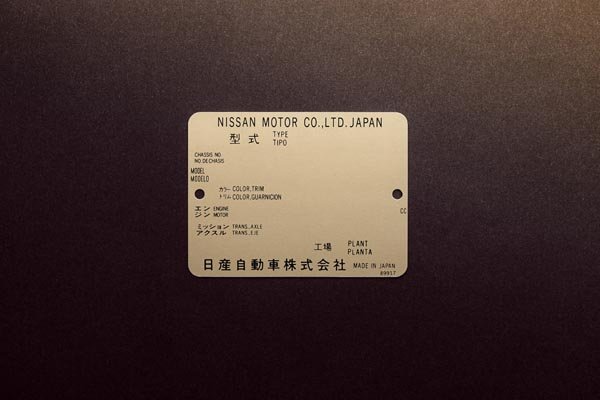 NISSAN MOTOR CO.,LTD. JAPAN
型式 TYPE
TIPO
CHASSIS NO
NO. DE CHASIS
MODEL
MODELO
カラー COLOR,TRIM
トリム COLOR, GUARNICION
エン ENGINE
ジン MOTOR
CC
ミッション TRANS.,AXLE
アクスル TRANS.,EJE
工場 PLANT
PLANTA
日産自動車株式会社 MADE IN JAPAN
89917